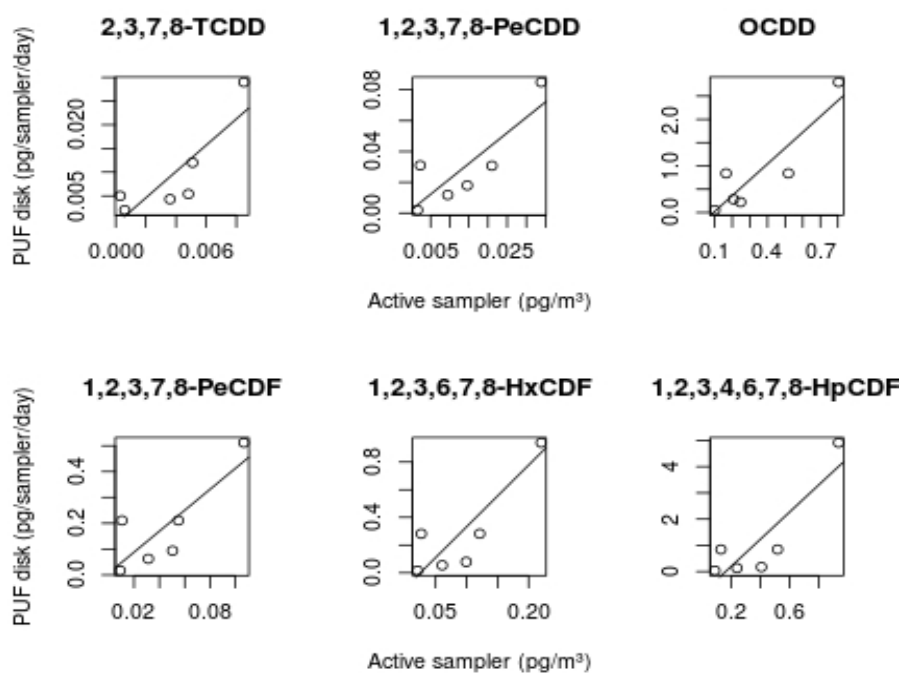 2,3,7,8-TCDD 1,2,3,7,8-PeCDD OCDD
PUF disk (pg/sampler/day)
0.005 0.020
0.000 0.006
0.00 0.04 0.08
0.005 0.025
0.0 1.0 2.0
0.1 0.4 0.7
Active sampler (pg/m³)
1,2,3,7,8-PeCDF 1,2,3,6,7,8-HxCDF 1,2,3,4,6,7,8-HpCDF
PUF disk (pg/sampler/day)
0.0 0.2 0.4
0.02 0.08
0.0 0.4 0.8
0.05 0.20
0 2 4
0.2 0.6
Active sampler (pg/m³)